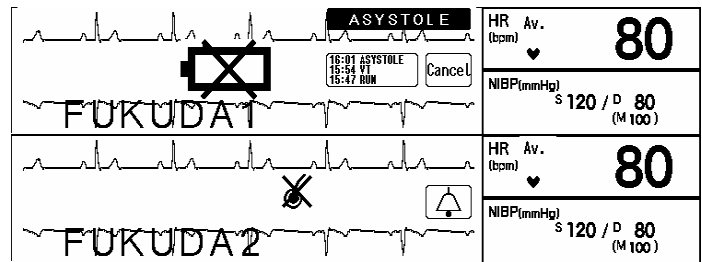 ASYSTOLE
16:01 ASYSTOLE
15:54 VT
15:47 RUN
Cancel
FUKUDA1
HR Av.
(bpm)
80
NIBP(mmHg)
S 120 / D 80
(M 100)
FUKUDA2
HR Av.
(bpm)
80
NIBP(mmHg)
S 120 / D 80
(M 100)